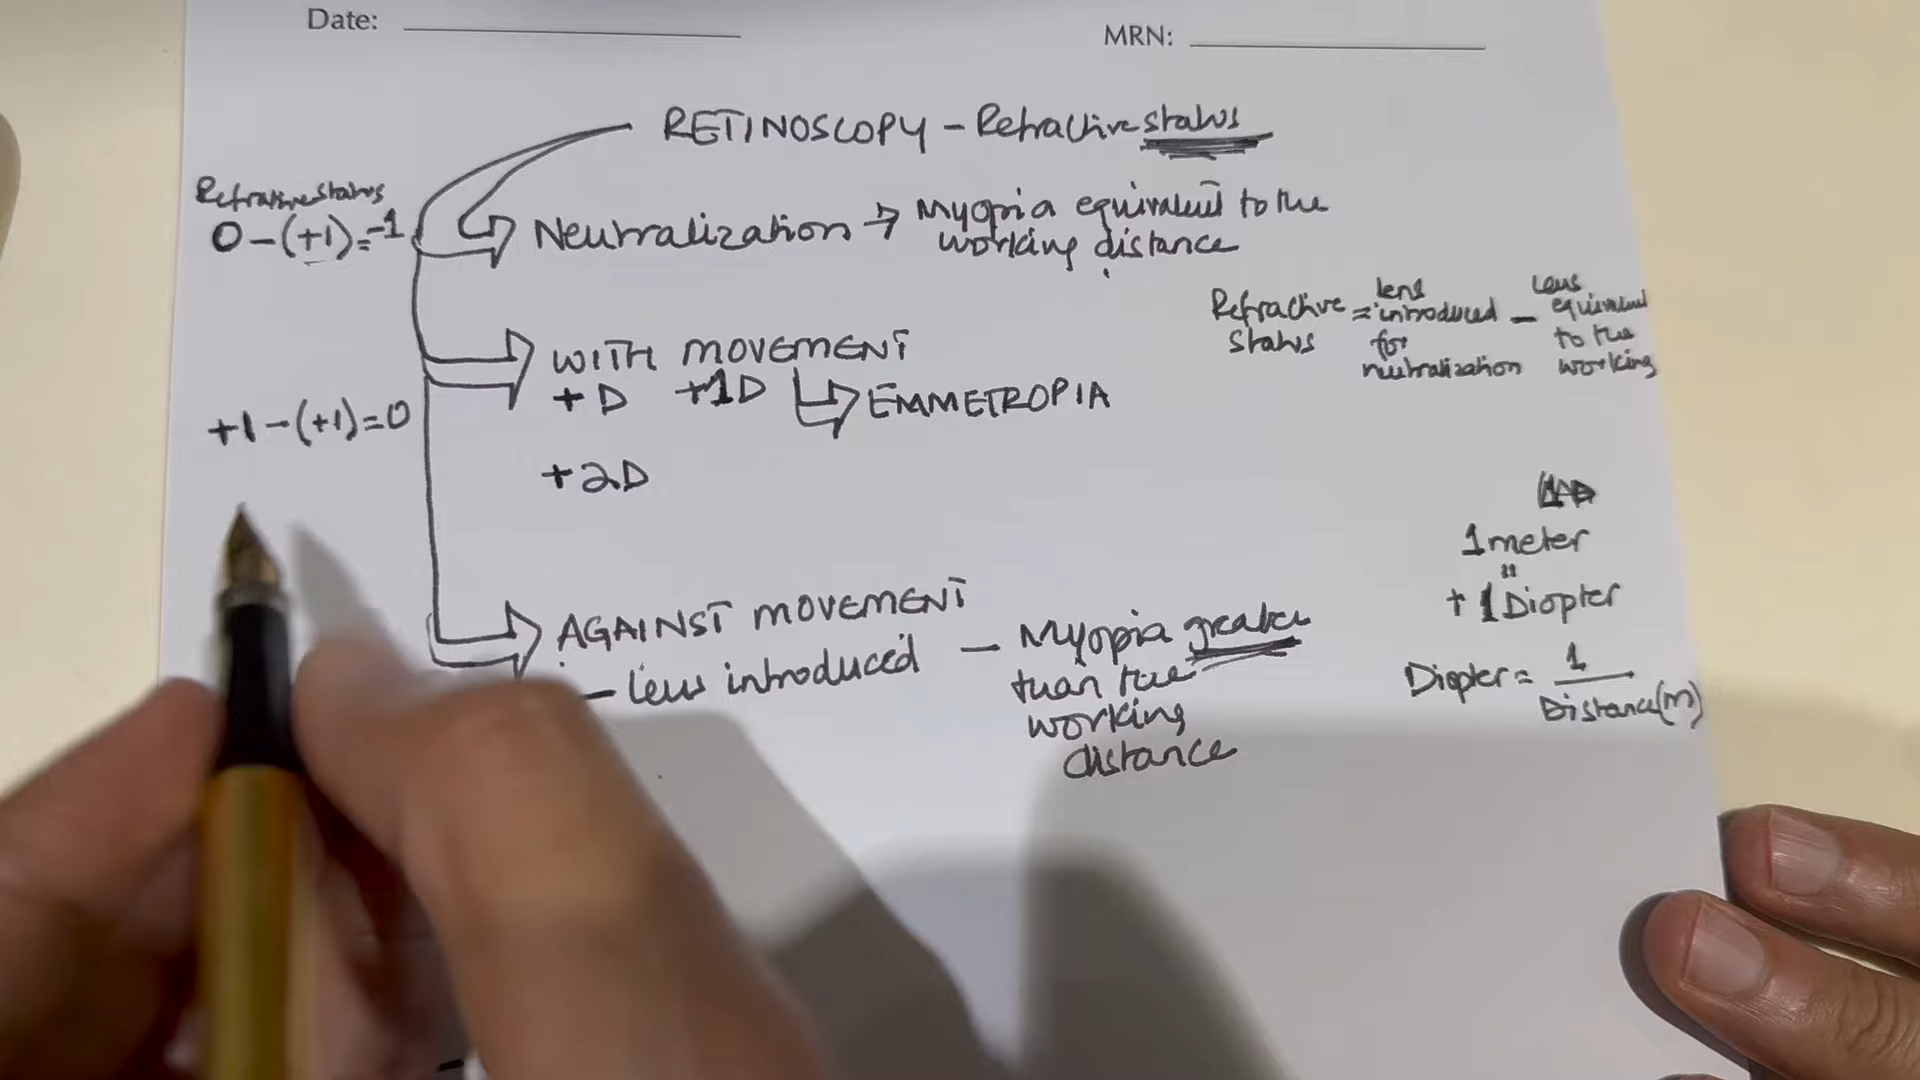 Date:
MRN:
RETINOSCOPY - Refractive status
Refractive status
0 - (+1) = -1
Neutralization → Myopia equivalent to the
working distance
Refractive status = lens introduced for neutralization - Lens equivalent to the working
WITH MOVEMENT
+ D +1D EMMETROPIA
+1 - (+1) = 0
+2D
1 meter
"
+ 1 Diopter
Diopter = 1 / Distance (m)
AGAINST MOVEMENT
- lens introduced
- Myopia greater
than the
working
distance